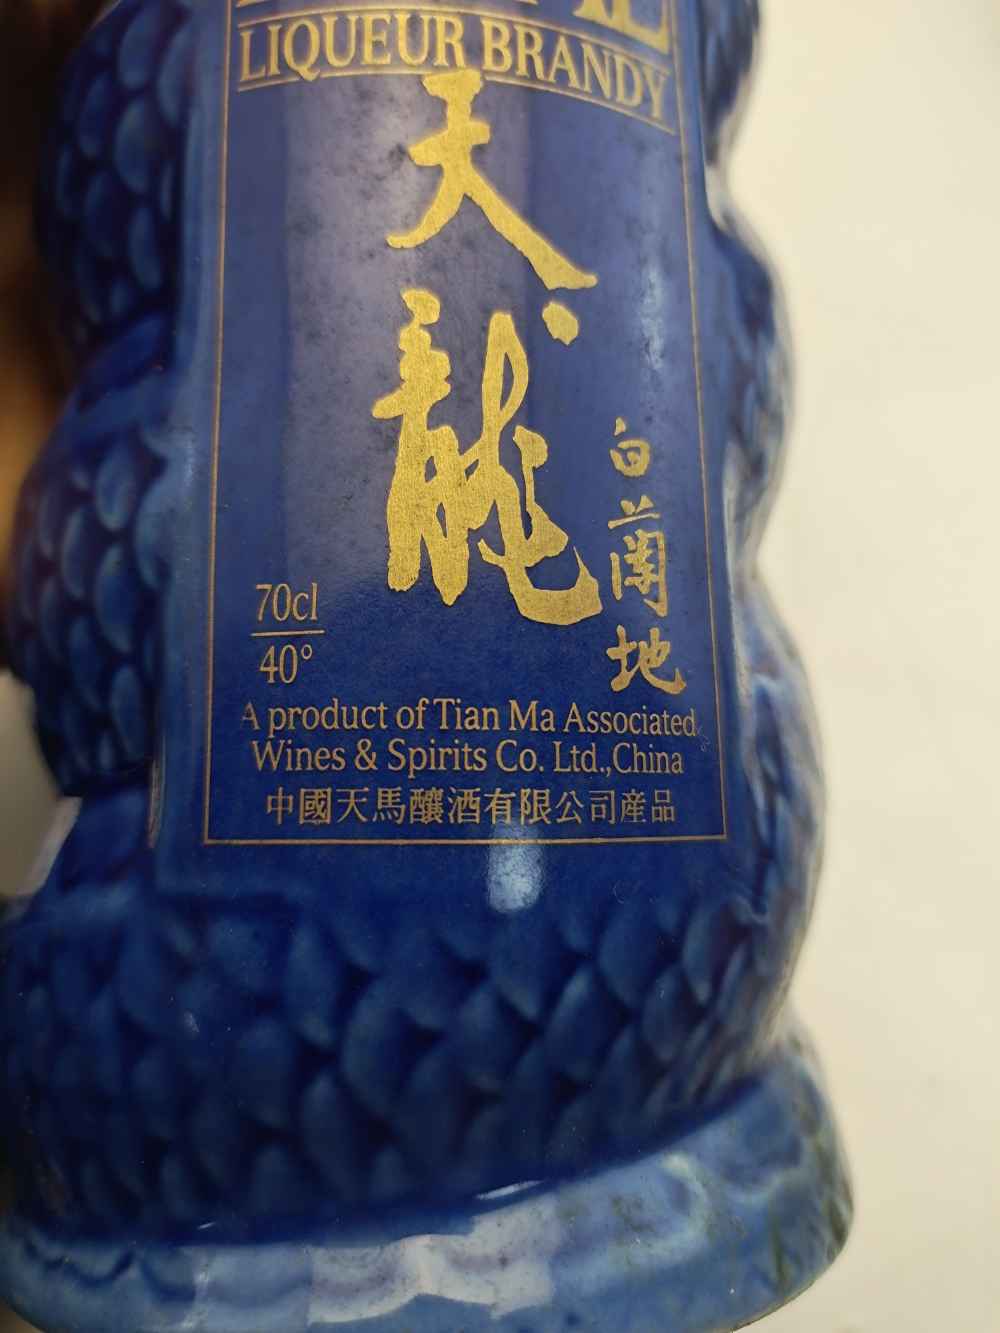 LIQUEUR BRANDY
天龍
白蘭地
70cl
40°
A product of Tian Ma Associated
Wines & Spirits Co. Ltd.,China
中國天馬釀酒有限公司産品